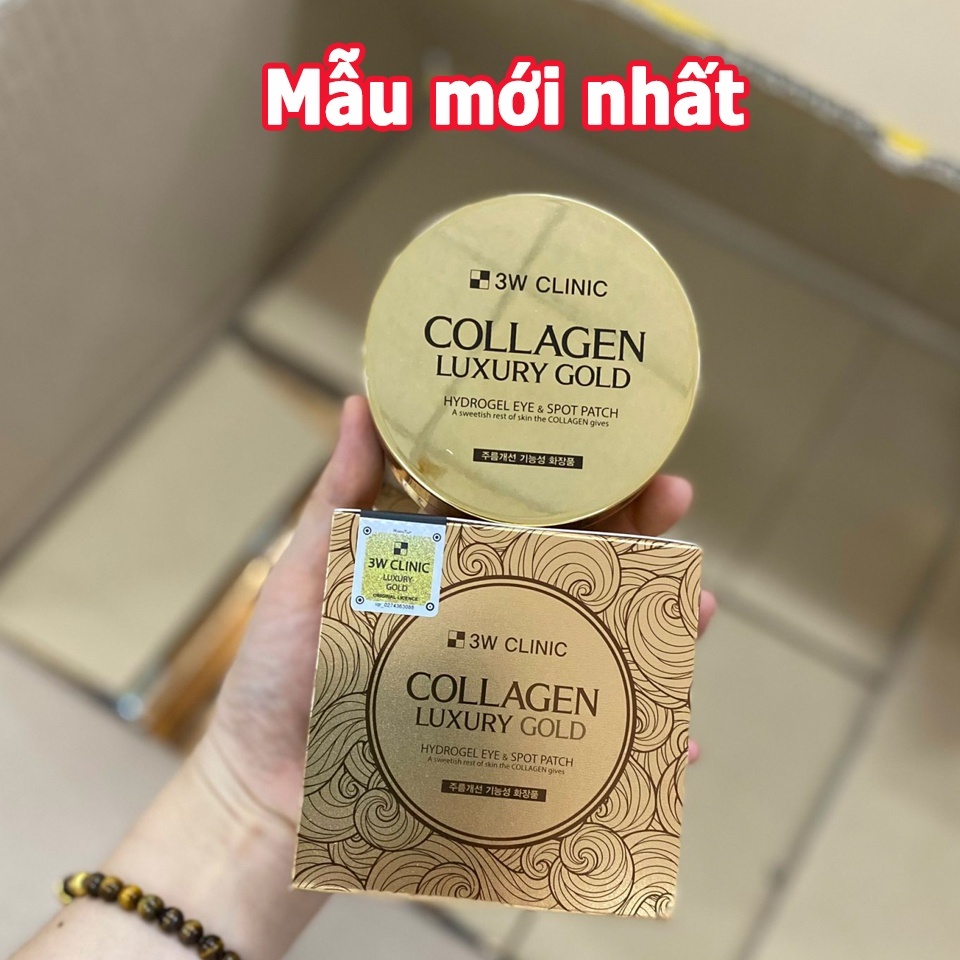 Mẫu mới nhất
3W CLINIC
COLLAGEN
LUXURY GOLD
HYDROGEL EYE & SPOT PATCH
A sweetish rest of skin the COLLAGEN gives
주름개선 기능성 화장품
3W CLINIC
LUXURY
GOLD
ORIGINAL LICENCE
3W CLINIC
COLLAGEN
LUXURY GOLD
HYDROGEL EYE & SPOT PATCH
A sweetish rest of skin the COLLAGEN gives
주름개선 기능성 화장품